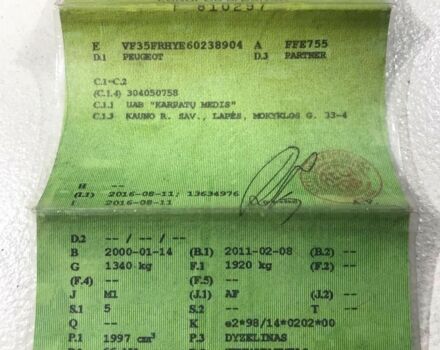 P 810297
E VF35FRHYE60238904 A FFE755
D.1 PEUGEOT D.3 PARTNER
C.1=C.2
(C.1.4) 304050758
C.1.1 UAB "KARPATŲ MEDIS"
C.1.3 KAUNO R. SAV., LAPĖS, MOKYKLOS G. 33-4
H --
(I.1) 2016-08-11; 13634976
I 2016-08-11
D.2 -- / -- / --
B 2000-01-14 (B.1) 2011-02-08 (B.2) --
G 1340 kg F.1 1920 kg (F.2) --
(F.4) -- (F.5) --
J M1 (J.1) AF (J.2) --
S.1 5 S.2 -- T --
Q -- K e2*98/14*0202*00
P.1 1997 cm³ P.3 DYZELINAS